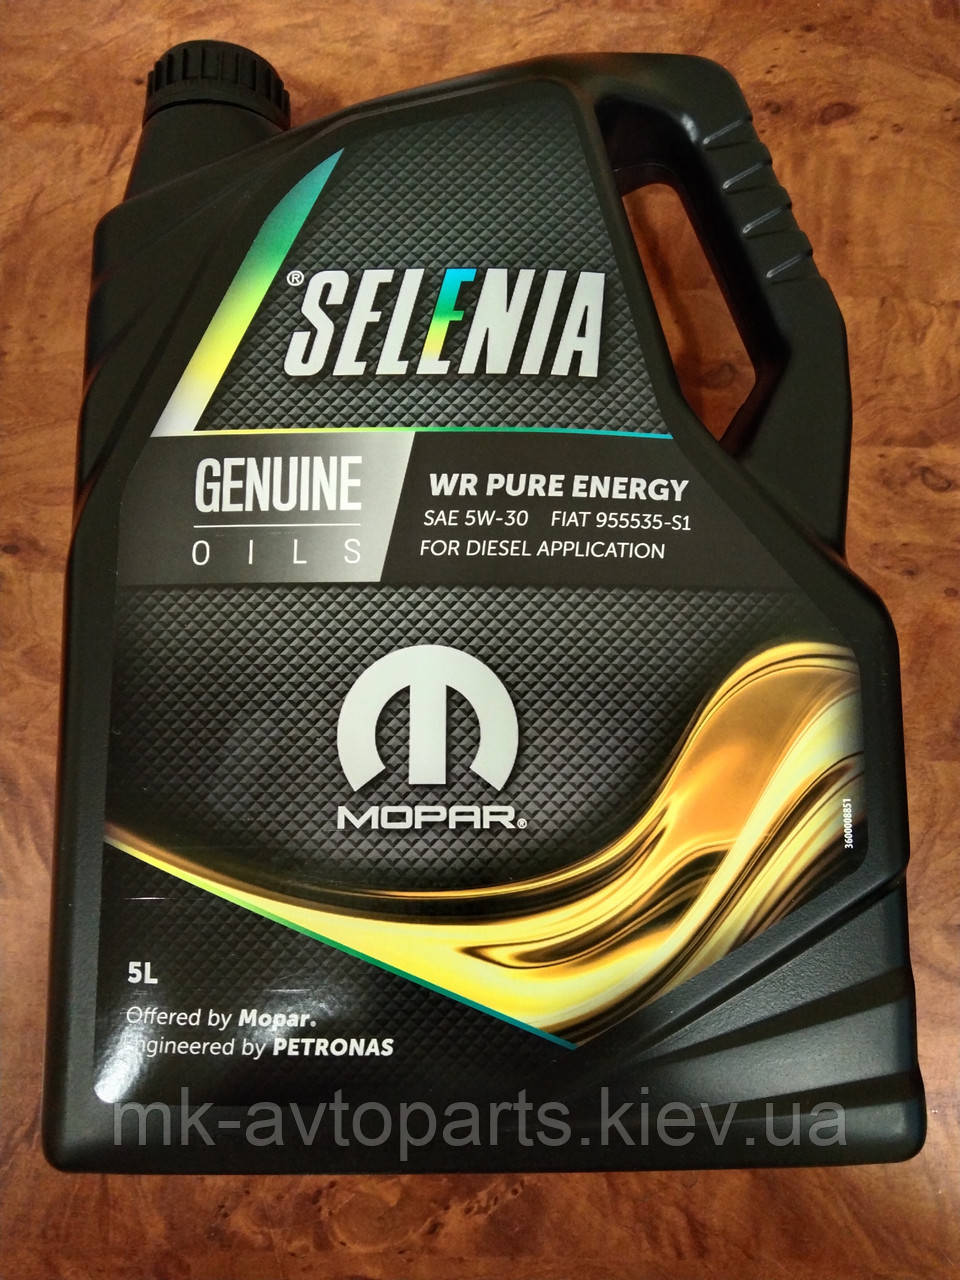 ® SELENIA
GENUINE
OILS
WR PURE ENERGY
SAE 5W-30 FIAT 955535-S1
FOR DIESEL APPLICATION
MOPAR®
3600008851
5L
Offered by Mopar®
Engineered by PETRONAS
mk-avtoparts.kiev.ua